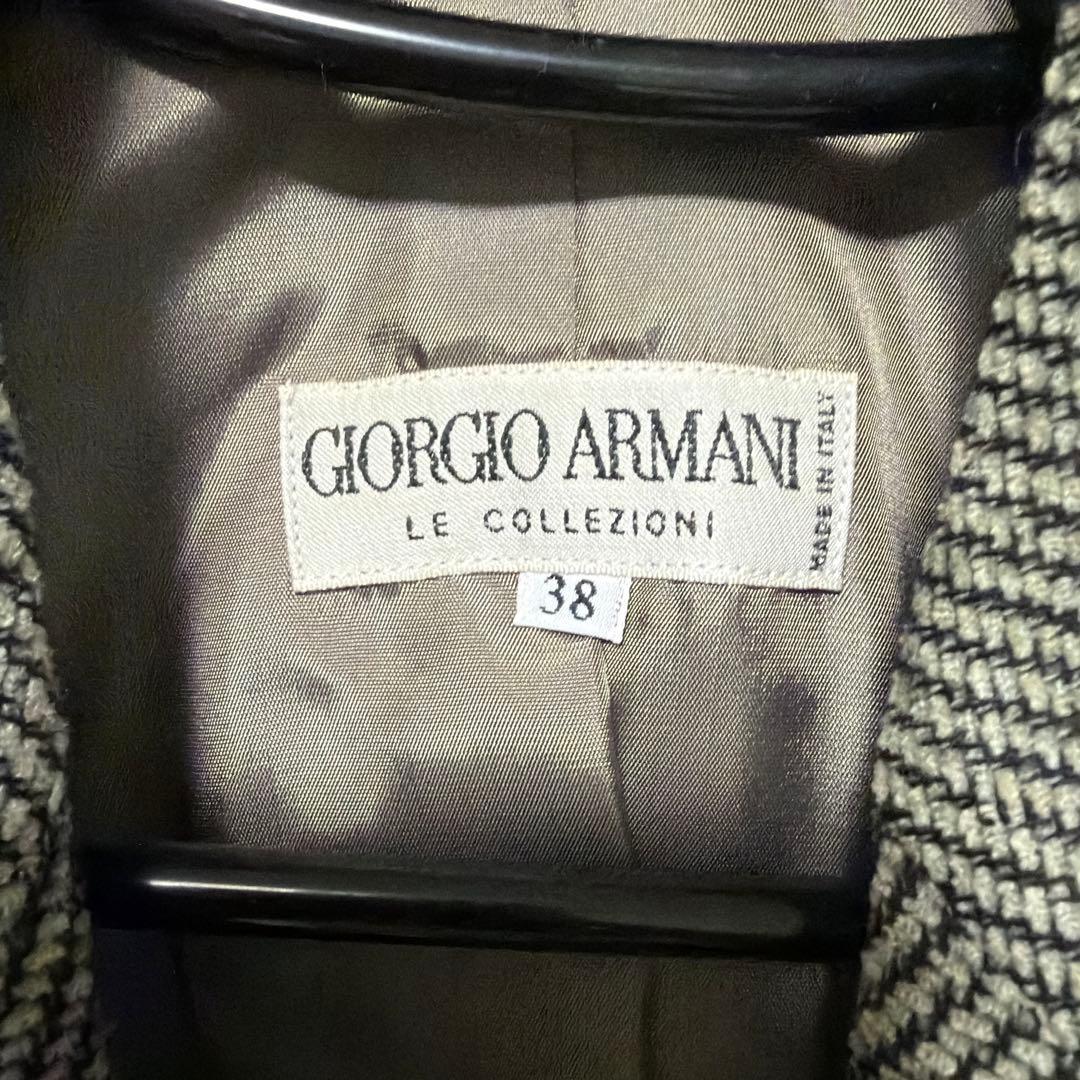 GIORGIO ARMANI
LE COLLEZIONI
MADE IN ITALY
38